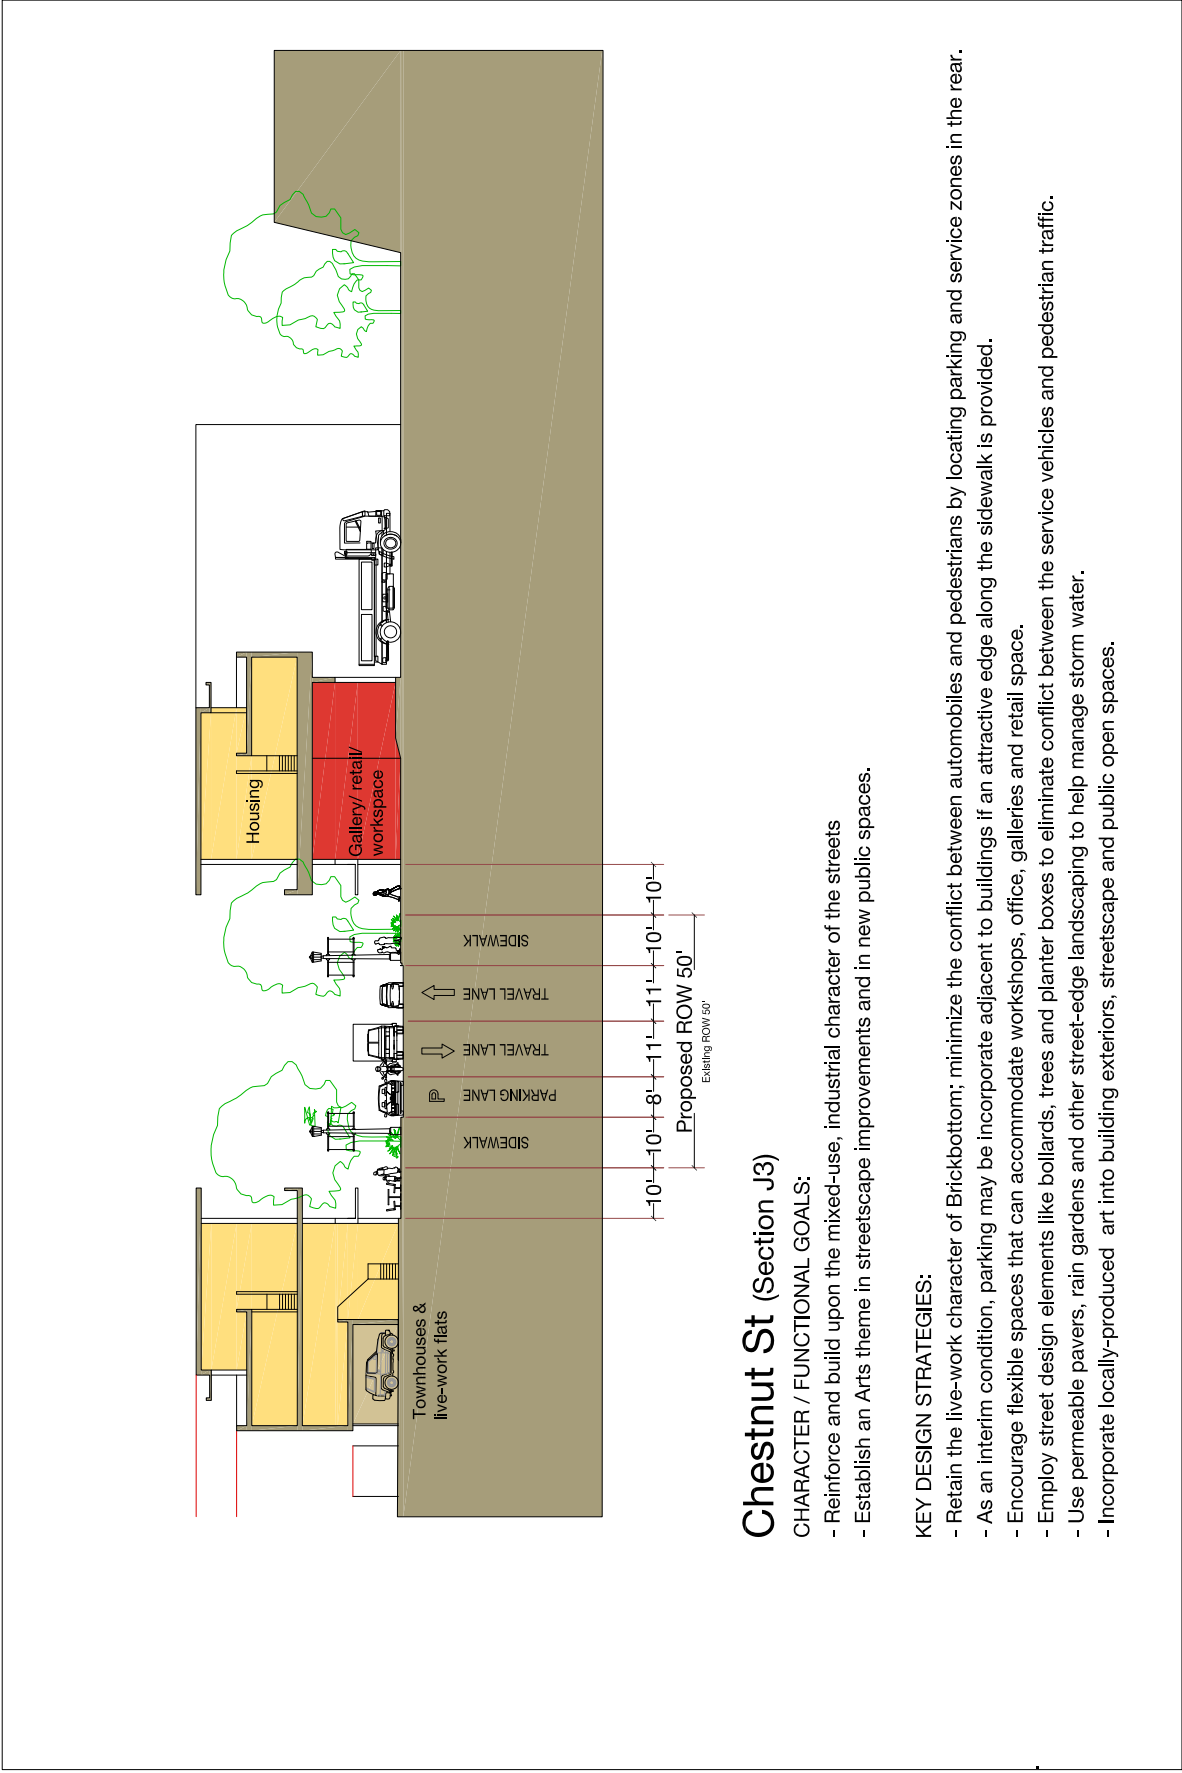 Housing
Gallery/ retail/
workspace
Townhouses &
live-work flats
SIDEWALK
PARKING LANE
P
TRAVEL LANE
TRAVEL LANE
SIDEWALK
10'
10'
8'
11'
11'
10'
10'
Proposed ROW 50'
Existing ROW 50'
Chestnut St (Section J3)
CHARACTER / FUNCTIONAL GOALS:
- Reinforce and build upon the mixed-use, industrial character of the streets
- Establish an Arts theme in streetscape improvements and in new public spaces.
KEY DESIGN STRATEGIES:
- Retain the live-work character of Brickbottom; minimize the conflict between automobiles and pedestrians by locating parking and service zones in the rear.
- As an interim condition, parking may be incorporate adjacent to buildings if an attractive edge along the sidewalk is provided.
- Encourage flexible spaces that can accommodate workshops, office, galleries and retail space.
- Employ street design elements like bollards, trees and planter boxes to eliminate conflict between the service vehicles and pedestrian traffic.
- Use permeable pavers, rain gardens and other street-edge landscaping to help manage storm water.
- Incorporate locally-produced art into building exteriors, streetscape and public open spaces.